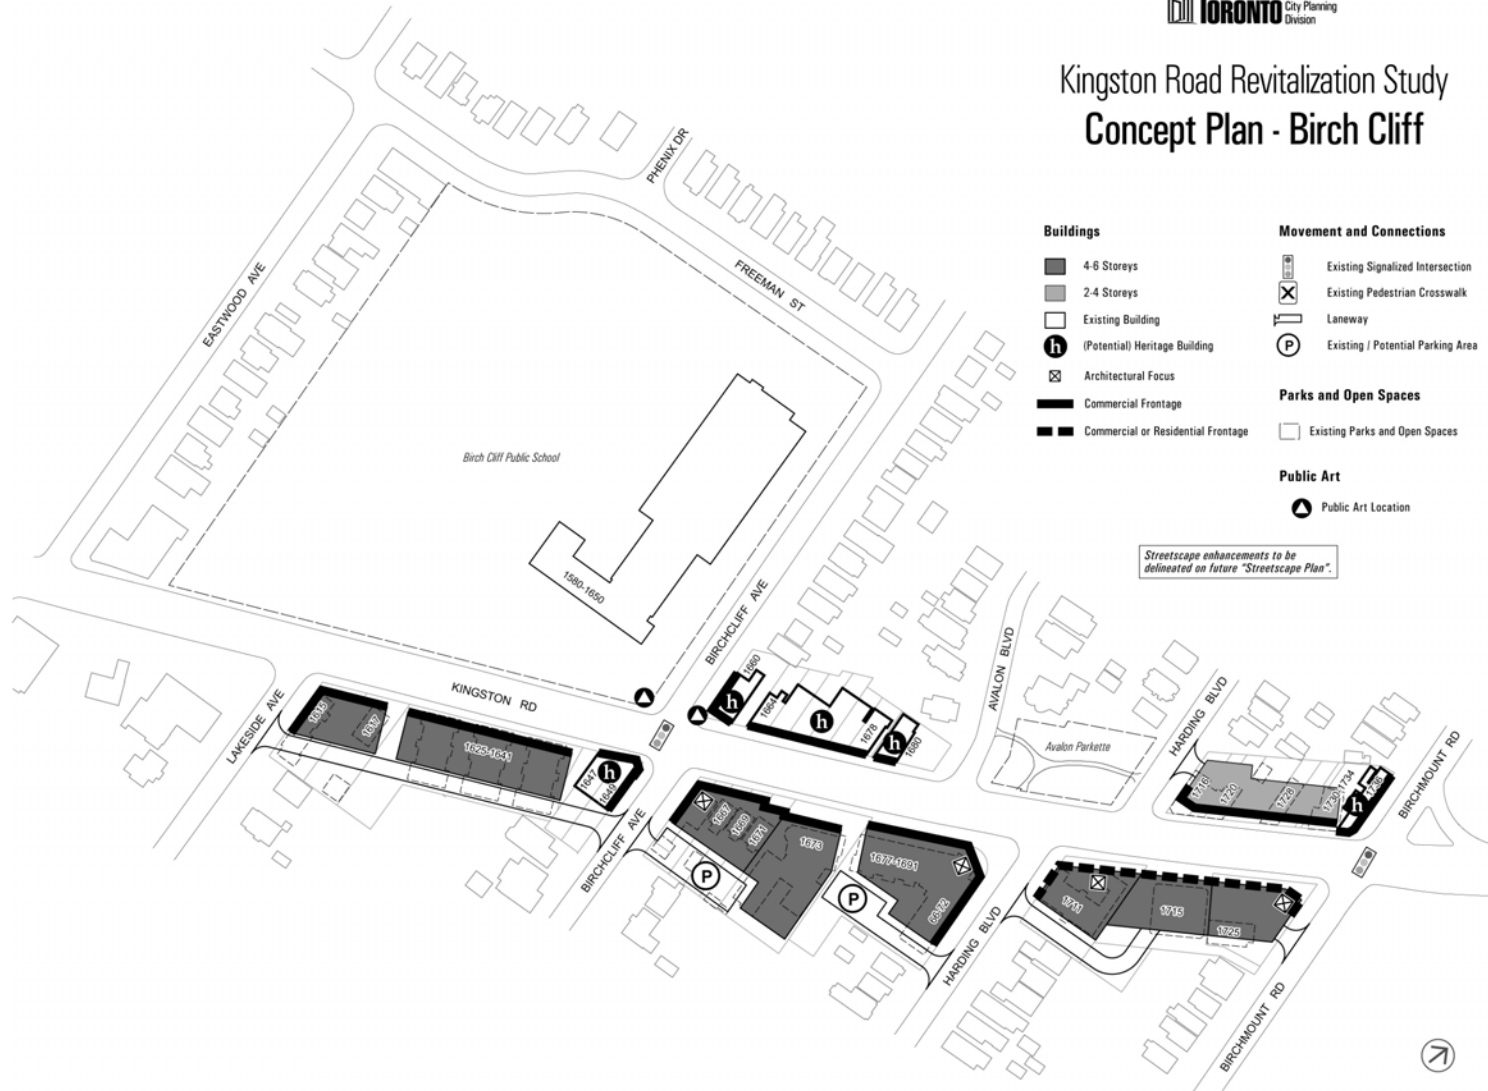 TORONTO City Planning
Division
Kingston Road Revitalization Study
Concept Plan - Birch Cliff
Buildings
4-6 Storeys
2-4 Storeys
Existing Building
h (Potential) Heritage Building
Architectural Focus
Commercial Frontage
Commercial or Residential Frontage
Movement and Connections
Existing Signalized Intersection
Existing Pedestrian Crosswalk
Laneway
P Existing / Potential Parking Area
Parks and Open Spaces
Existing Parks and Open Spaces
Public Art
Public Art Location
Streetscape enhancements to be
delineated on future "Streetscape Plan".
PHENIX DR
EASTWOOD AVE
FREEMAN ST
Birch Cliff Public School
1580-1650
BIRCHCLIFF AVE
AVALON BLVD
KINGSTON RD
LAKESIDE AVE
1615
1617
1625-1641
1647
1649
h
1660
h
1664
h
1678
h
1680
Avalon Parkette
HARDING BLVD
BIRCHMOUNT RD
1716
1720
1728
1730-1734
h
1736
BIRCHCLIFF AVE
1667
1669
1671
1673
P
1677-1691
66-72
P
HARDING BLVD
1711
1715
1725
BIRCHMOUNT RD